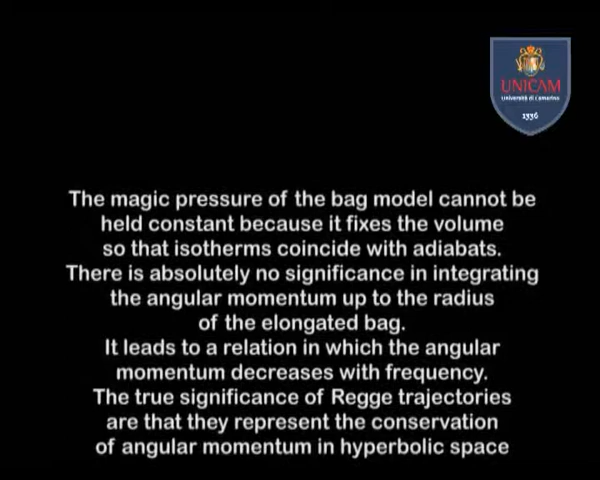 UNICAM
Università di Camerino
1336
The magic pressure of the bag model cannot be
held constant because it fixes the volume
so that isotherms coincide with adiabats.
There is absolutely no significance in integrating
the angular momentum up to the radius
of the elongated bag.
It leads to a relation in which the angular
momentum decreases with frequency.
The true significance of Regge trajectories
are that they represent the conservation
of angular momentum in hyperbolic space